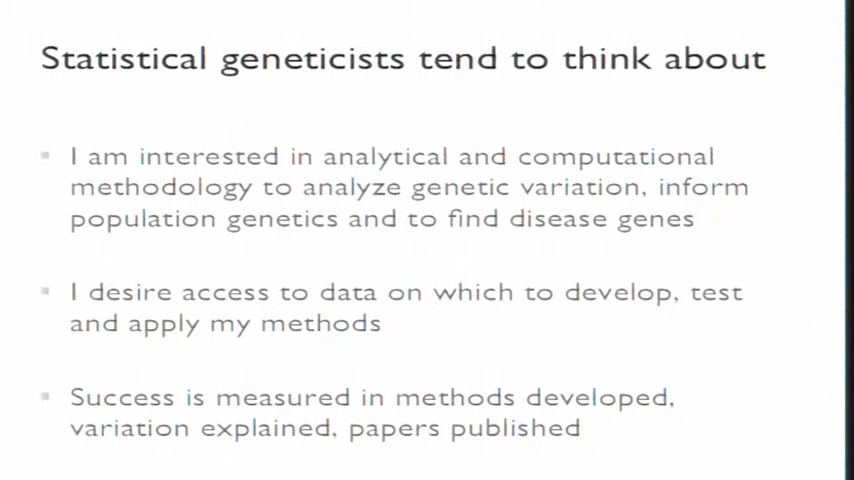 Statistical geneticists tend to think about
I am interested in analytical and computational
methodology to analyze genetic variation, inform
population genetics and to find disease genes
I desire access to data on which to develop, test
and apply my methods
Success is measured in methods developed,
variation explained, papers published